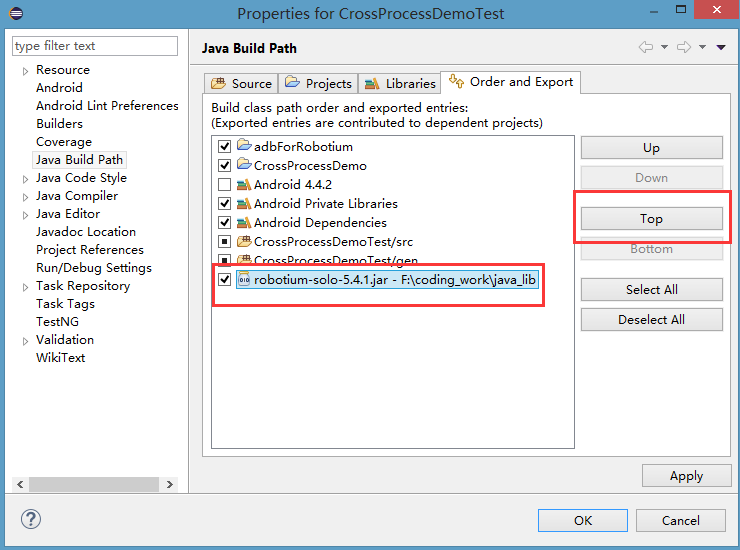 Properties for CrossProcessDemoTest
type filter text
Resource
Android
Android Lint Preferences
Builders
Coverage
Java Build Path
Java Code Style
Java Compiler
Java Editor
Javadoc Location
Project References
Run/Debug Settings
Task Repository
Task Tags
TestNG
Validation
WikiText
Java Build Path
Source
Projects
Libraries
Order and Export
Build class path order and exported entries:
(Exported entries are contributed to dependent projects)
adbForRobotium
CrossProcessDemo
Android 4.4.2
Android Private Libraries
Android Dependencies
CrossProcessDemoTest/src
CrossProcessDemoTest/gen
robotium-solo-5.4.1.jar - F:\coding_work\java_lib
Up
Down
Top
Bottom
Select All
Deselect All
Apply
OK
Cancel